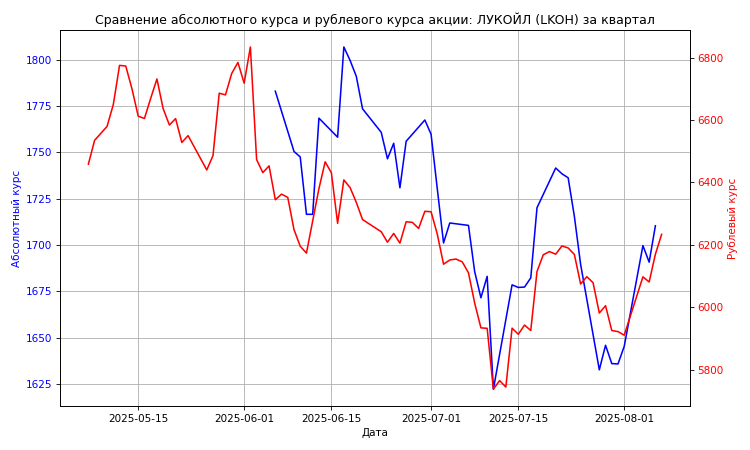 Сравнение абсолютного курса и рублевого курса акции: ЛУКОЙЛ (LKOH) за квартал
Абсолютный курс
1800
1775
1750
1725
1700
1675
1650
1625
6800
6600
6400
6200
6000
5800
Рублевый курс
2025-05-15 2025-06-01 2025-06-15 2025-07-01 2025-07-15 2025-08-01
Дата